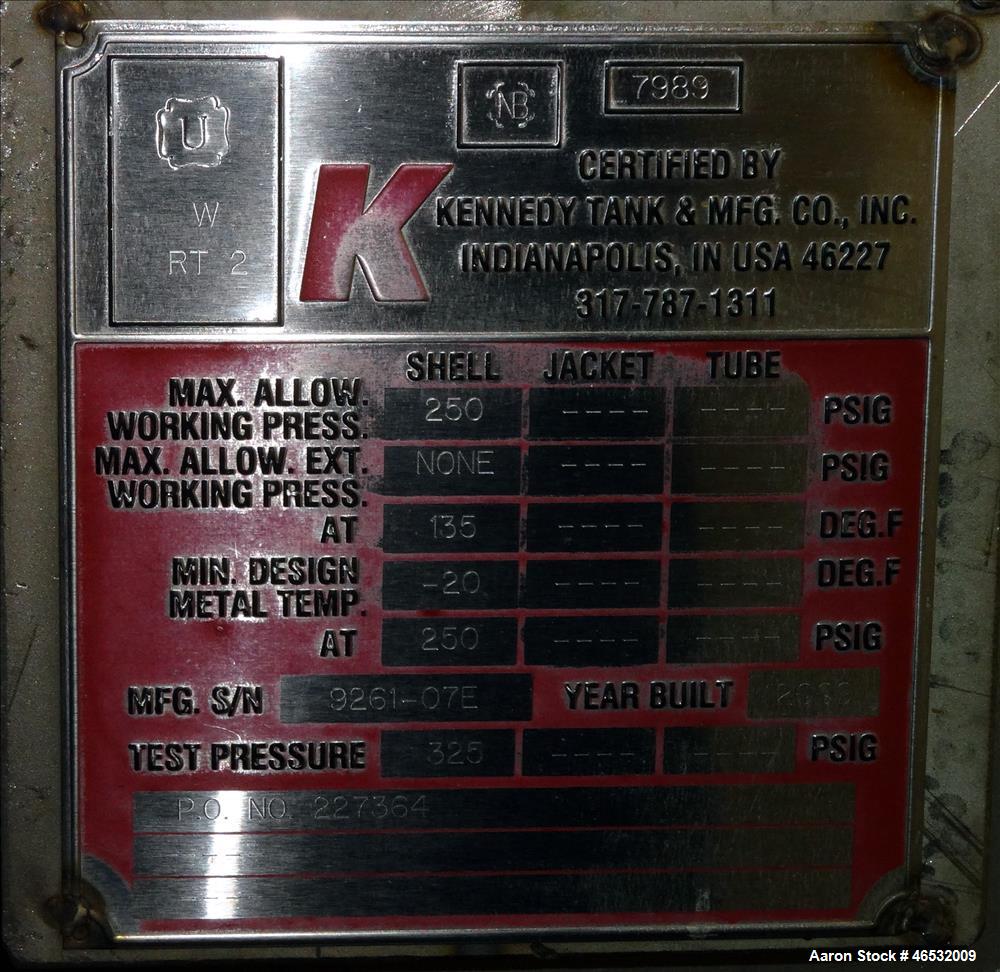 U
W
RT 2
NB
7989
K
CERTIFIED BY
KENNEDY TANK & MFG. CO., INC.
INDIANAPOLIS, IN USA 46227
317-787-1311
SHELL JACKET TUBE
MAX. ALLOW.
WORKING PRESS. 250 ---- ---- PSIG
MAX. ALLOW. EXT.
WORKING PRESS. NONE ---- ---- PSIG
AT 135 ---- ---- DEG.F
MIN. DESIGN
METAL TEMP. -20 ---- ---- DEG.F
AT 250 ---- ---- PSIG
MFG. S/N 9261-07E YEAR BUILT
TEST PRESSURE 325 ---- ---- PSIG
P.O. NO. 227364
Aaron Stock # 46532009